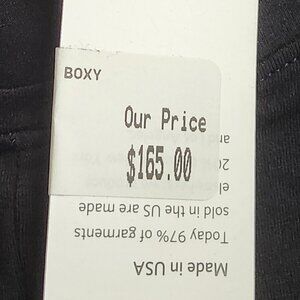 BOXY
Our Price
$165.00
Made in USA
Today 97% of garments
sold in the US are made